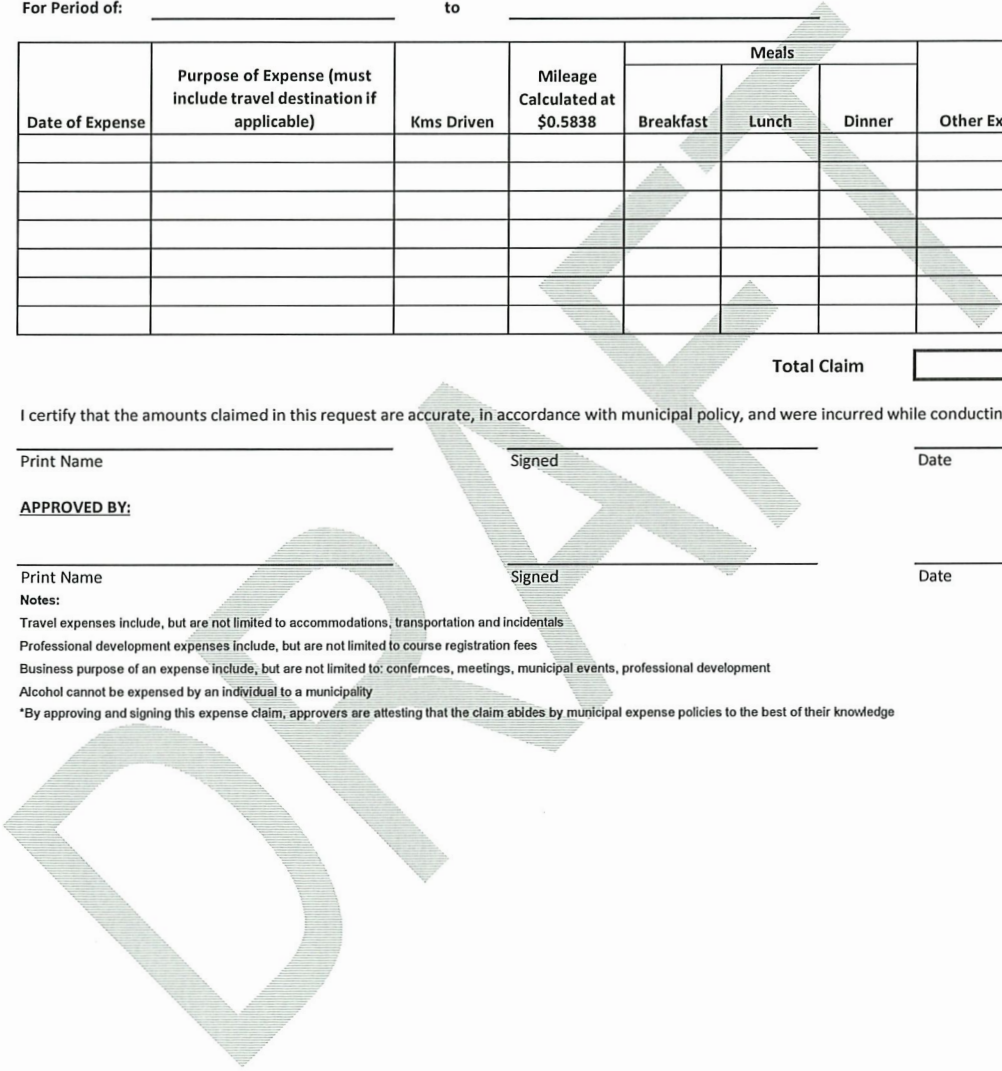 For Period of: to
Meals
Purpose of Expense (must Mileage
include travel destination if Calculated at
Date of Expense applicable) Kms Driven $0.5838 Breakfast Lunch Dinner Other Ex
Total Claim
I certify that the amounts claimed in this request are accurate, in accordance with municipal policy, and were incurred while conductin
Print Name Signed Date
APPROVED BY:
Print Name Signed Date
Notes:
Travel expenses include, but are not limited to accommodations, transportation and incidentals
Professional development expenses include, but are not limited to course registration fees
Business purpose of an expense include, but are not limited to: confernces, meetings, municipal events, professional development
Alcohol cannot be expensed by an individual to a municipality
*By approving and signing this expense claim, approvers are attesting that the claim abides by municipal expense policies to the best of their knowledge
DRAFT